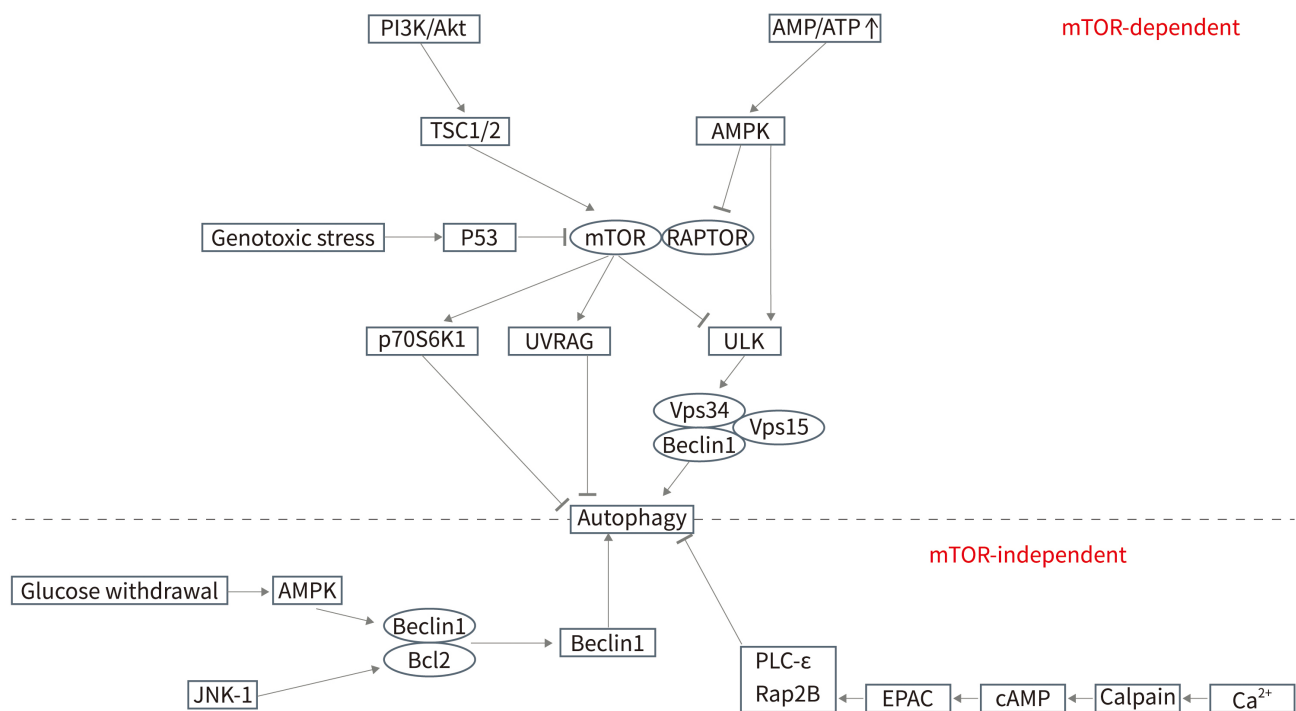 PI3K/Akt
AMP/ATP↑
mTOR-dependent
TSC1/2
AMPK
Genotoxic stress
P53
mTOR
RAPTOR
p70S6K1
UVRAG
ULK
Vps34
Vps15
Beclin1
Autophagy
mTOR-independent
Glucose withdrawal
AMPK
Beclin1
Bcl2
Beclin1
JNK-1
PLC-ε
Rap2B
EPAC
cAMP
Calpain
Ca²⁺